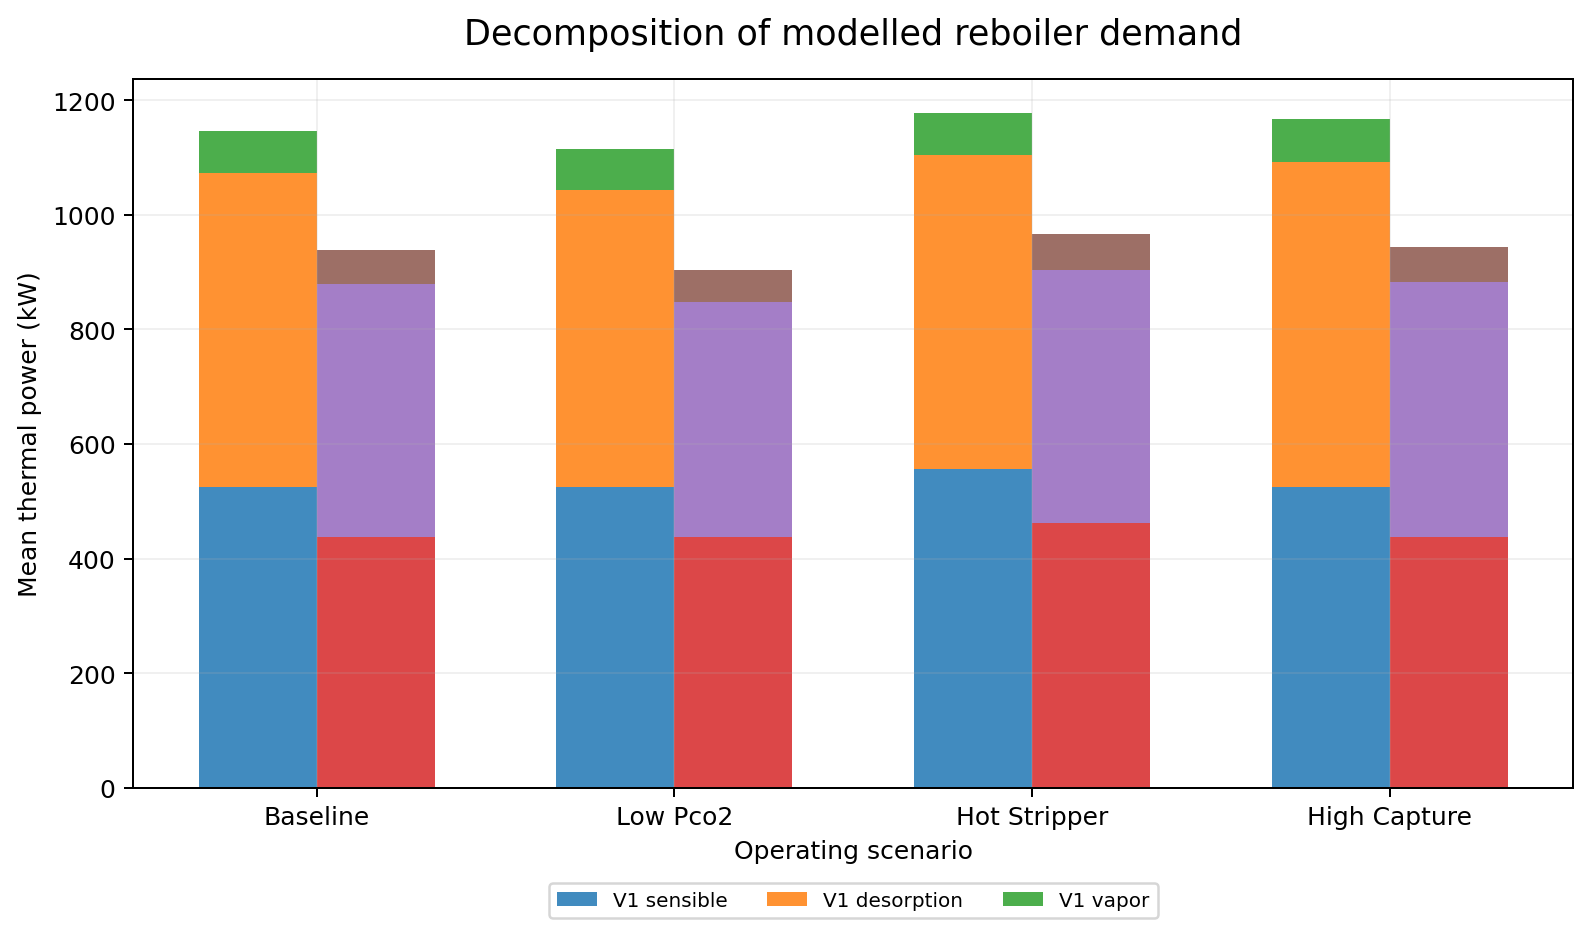 Decomposition of modelled reboiler demand
Mean thermal power (kW)
1200
1000
800
600
400
200
0
Baseline
Low Pco2
Hot Stripper
High Capture
Operating scenario
V1 sensible
V1 desorption
V1 vapor